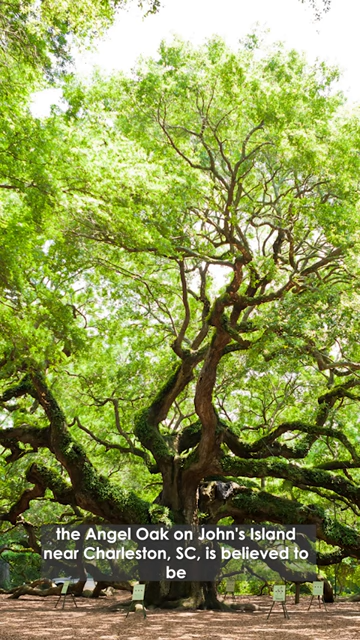 the Angel Oak on John's Island
near Charleston, SC, is believed to
be